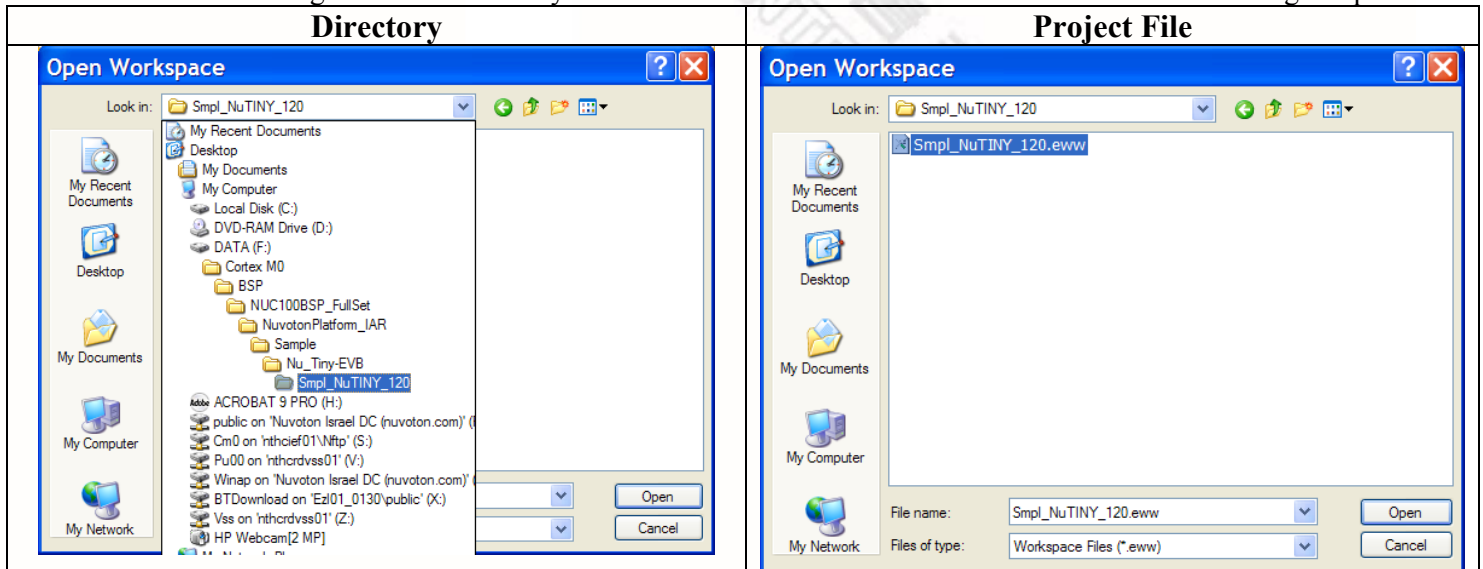 Directory
Project File
Open Workspace
Look in: Smpl_NuTINY_120
My Recent Documents
Desktop
My Documents
My Computer
Local Disk (C:)
DVD-RAM Drive (D:)
DATA (F:)
Cortex M0
BSP
NUC100BSP_FullSet
NuvotonPlatform_IAR
Sample
Nu_Tiny-EVB
Smpl_NuTINY_120
ACROBAT 9 PRO (H:)
public on 'Nuvoton Israel DC (nuvoton.com)' (
Cm0 on 'nthcief01\Nftp' (S:)
Pu00 on 'nthcrdvss01' (V:)
Winap on 'Nuvoton Israel DC (nuvoton.com)' (
BTDownload on 'Ezl01_0130\public' (X:)
Vss on 'nthcrdvss01' (Z:)
HP Webcam[2 MP]
My Recent
Documents
Desktop
My Documents
My Computer
My Network
Open
Cancel
Open Workspace
Look in: Smpl_NuTINY_120
Smpl_NuTINY_120.eww
My Recent
Documents
Desktop
My Documents
My Computer
My Network
File name: Smpl_NuTINY_120.eww
Open
Files of type: Workspace Files (*.eww)
Cancel